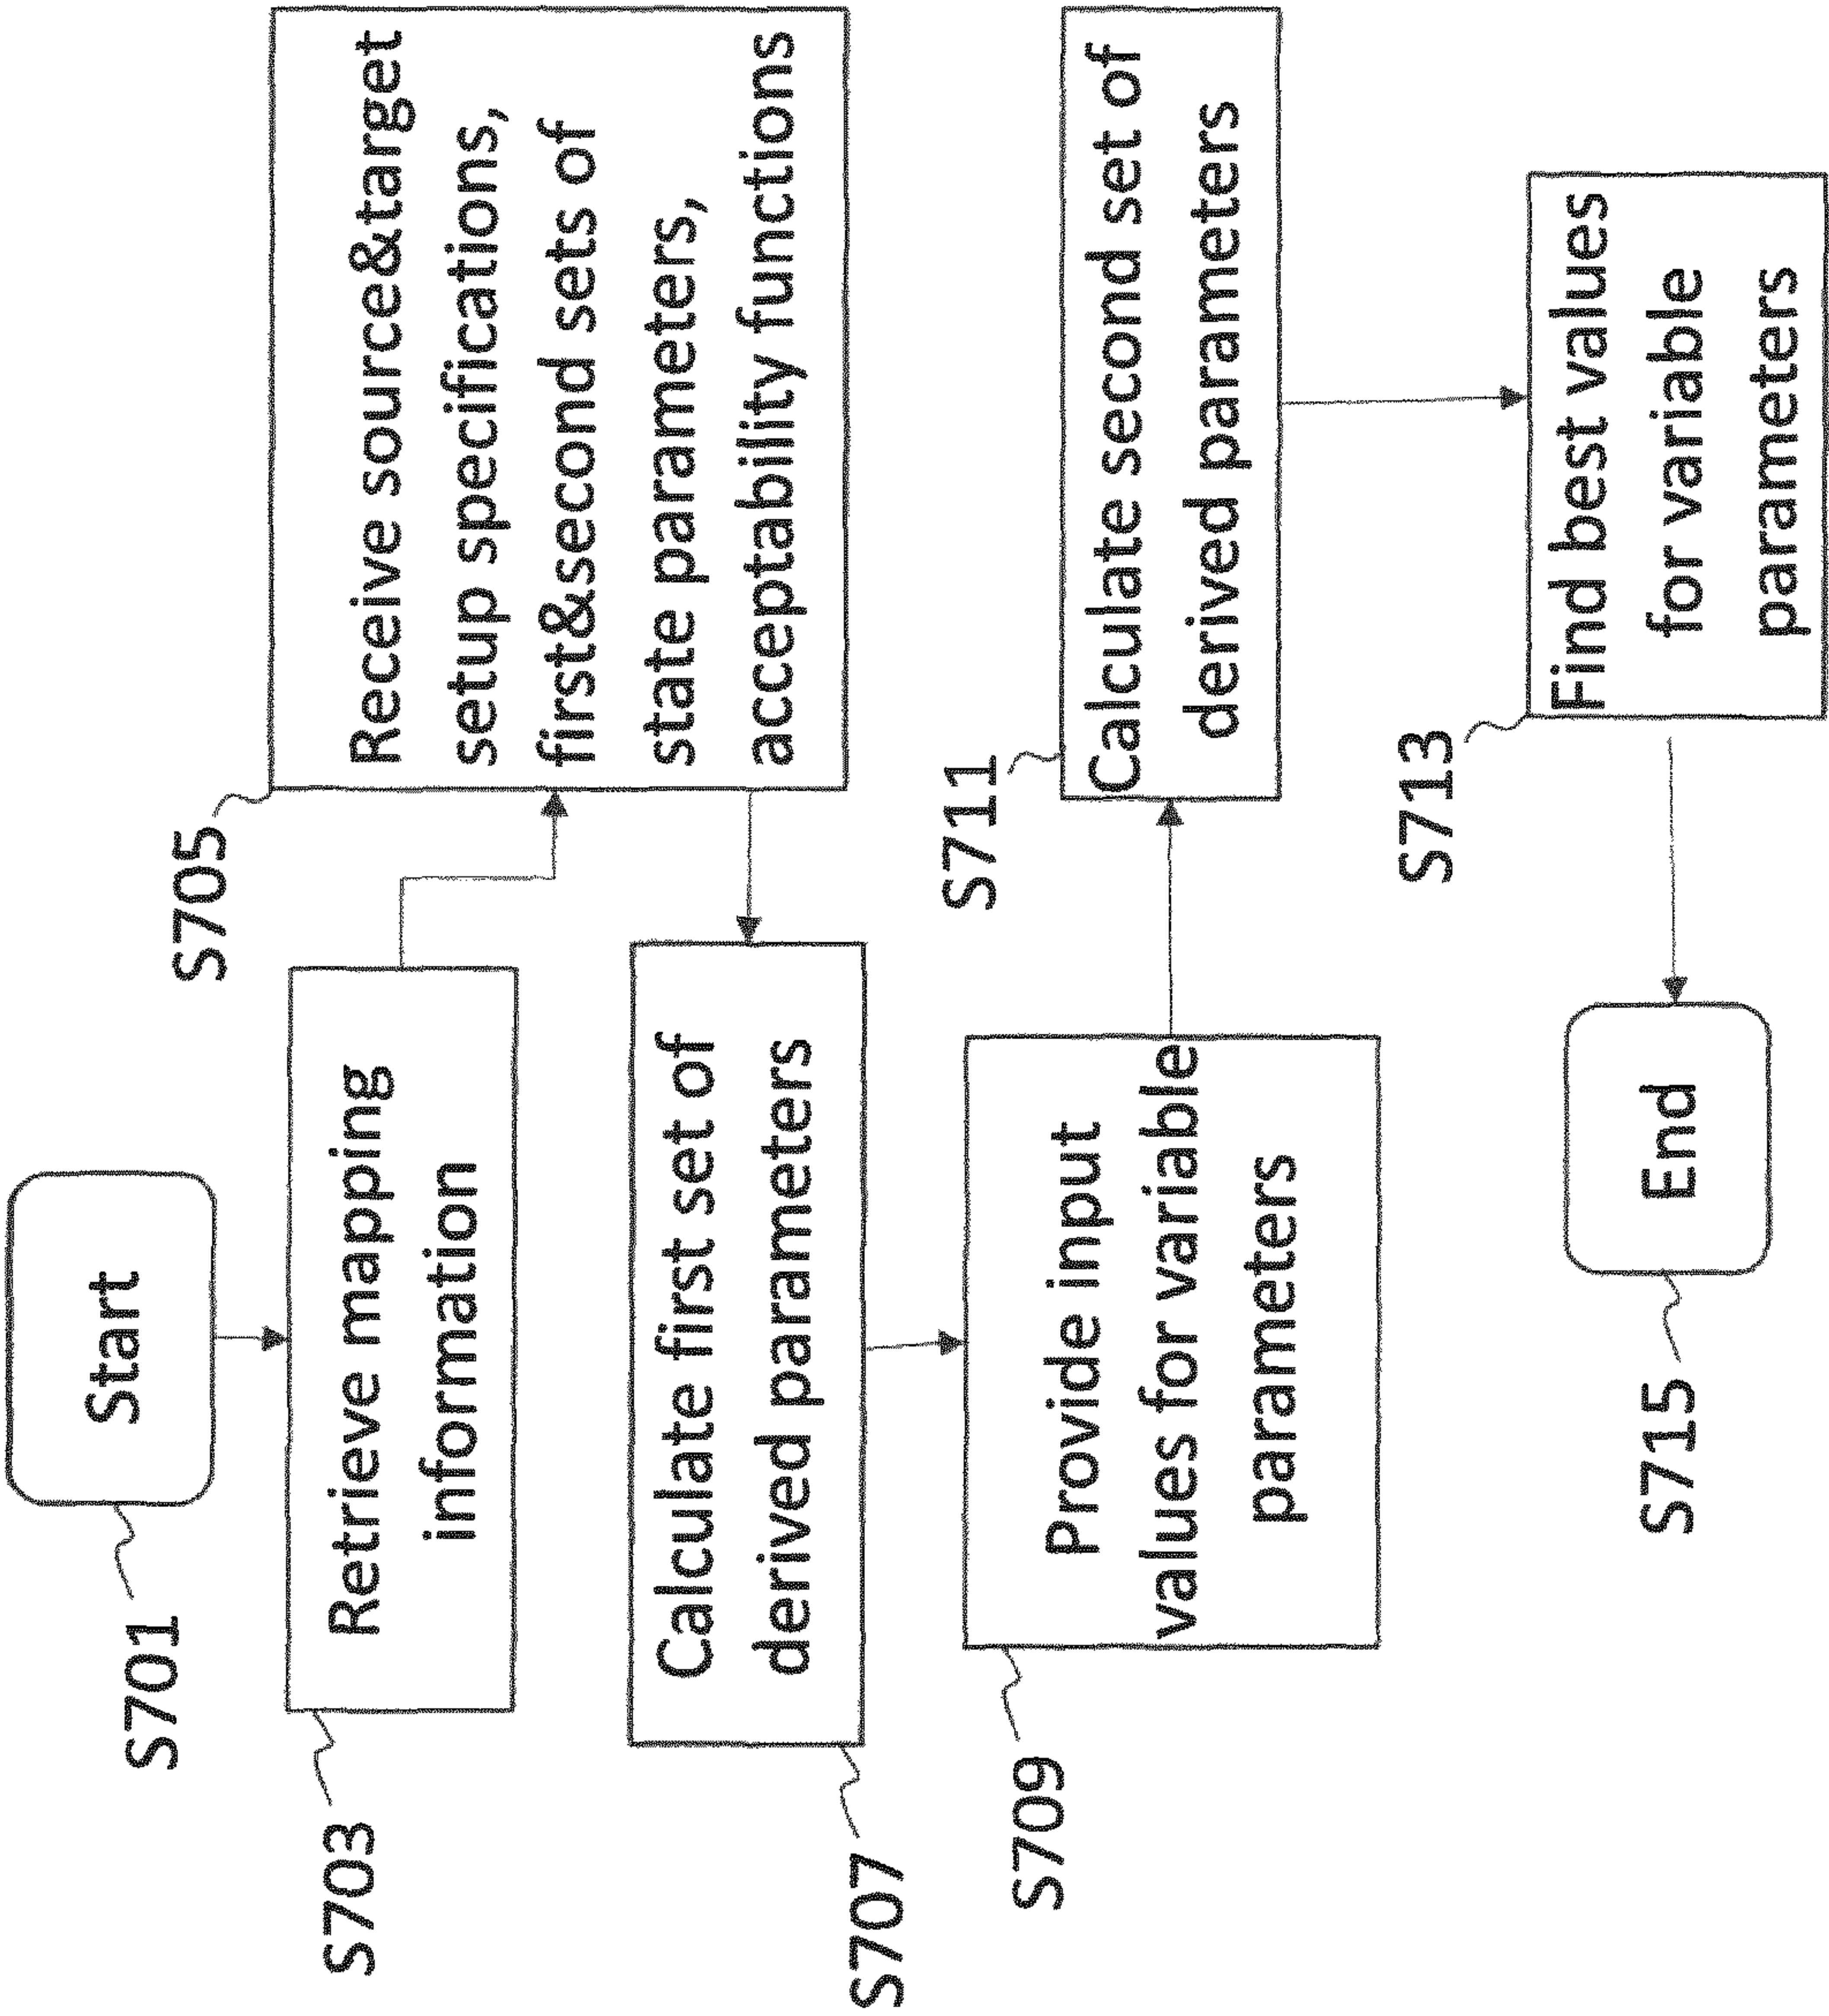 S701
Start
S703
Retrieve mapping
information
S705
Receive source&target
setup specifications,
first&second sets of
state parameters,
acceptability functions
S707
Calculate first set of
derived parameters
S709
Provide input
values for variable
parameters
S711
Calculate second set of
derived parameters
S713
Find best values
for variable
parameters
S715
End